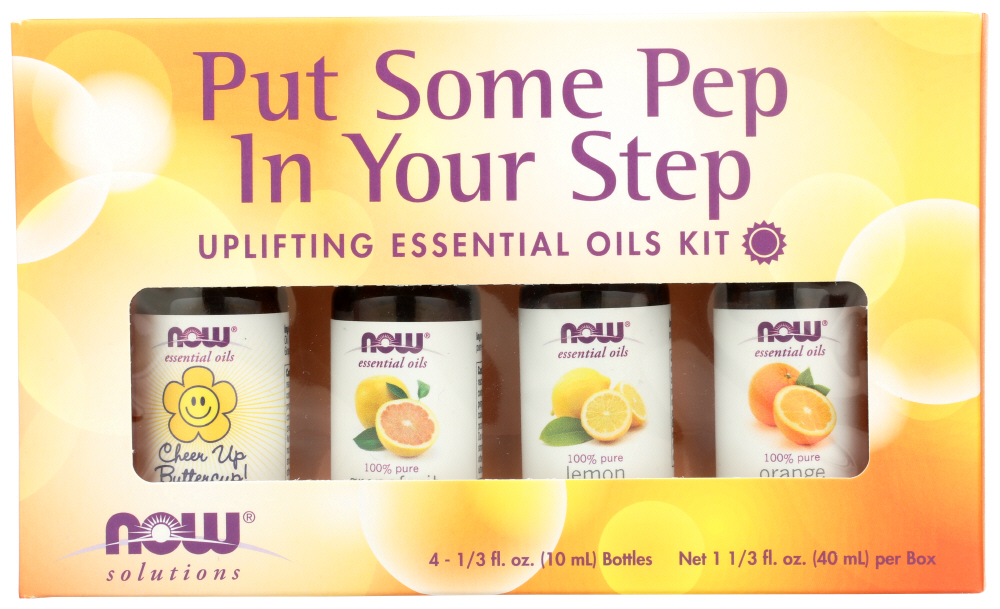 Put Some Pep
In Your Step
UPLIFTING ESSENTIAL OILS KIT
now®
essential oils
Cheer Up
Buttercup!
now®
essential oils
100% pure
now®
essential oils
100% pure
lemon
now®
essential oils
100% pure
orange
now®
solutions
4 - 1/3 fl. oz. (10 mL) Bottles Net 1 1/3 fl. oz. (40 mL) per Box